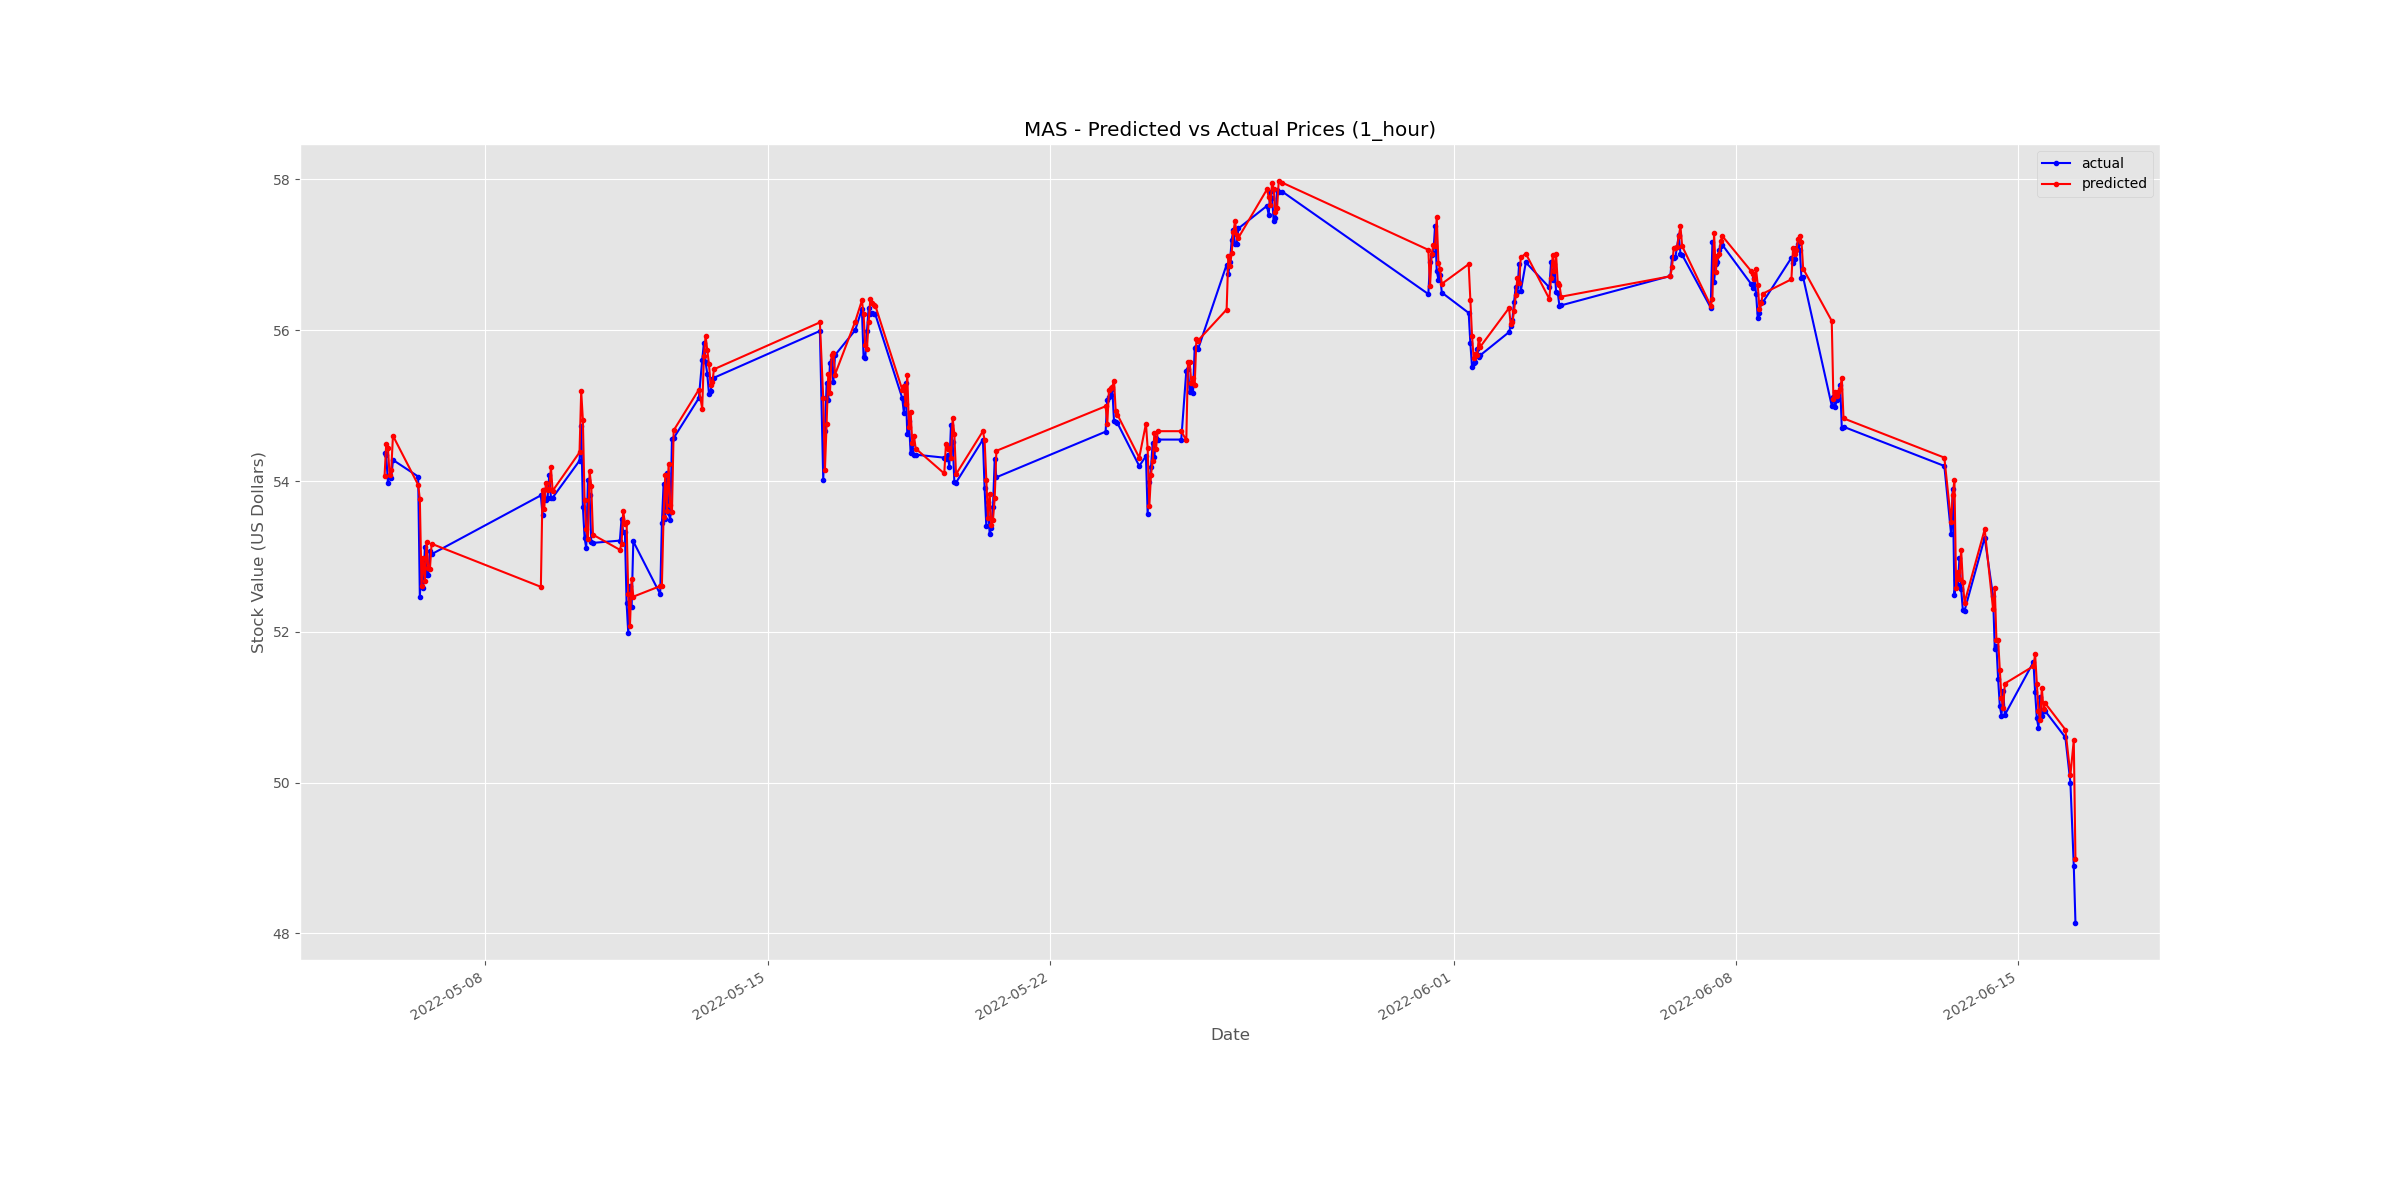 MAS - Predicted vs Actual Prices (1_hour)
actual
predicted
58
56
54
52
50
48
Stock Value (US Dollars)
2022-05-08
2022-05-15
2022-05-22
2022-06-01
2022-06-08
2022-06-15
Date